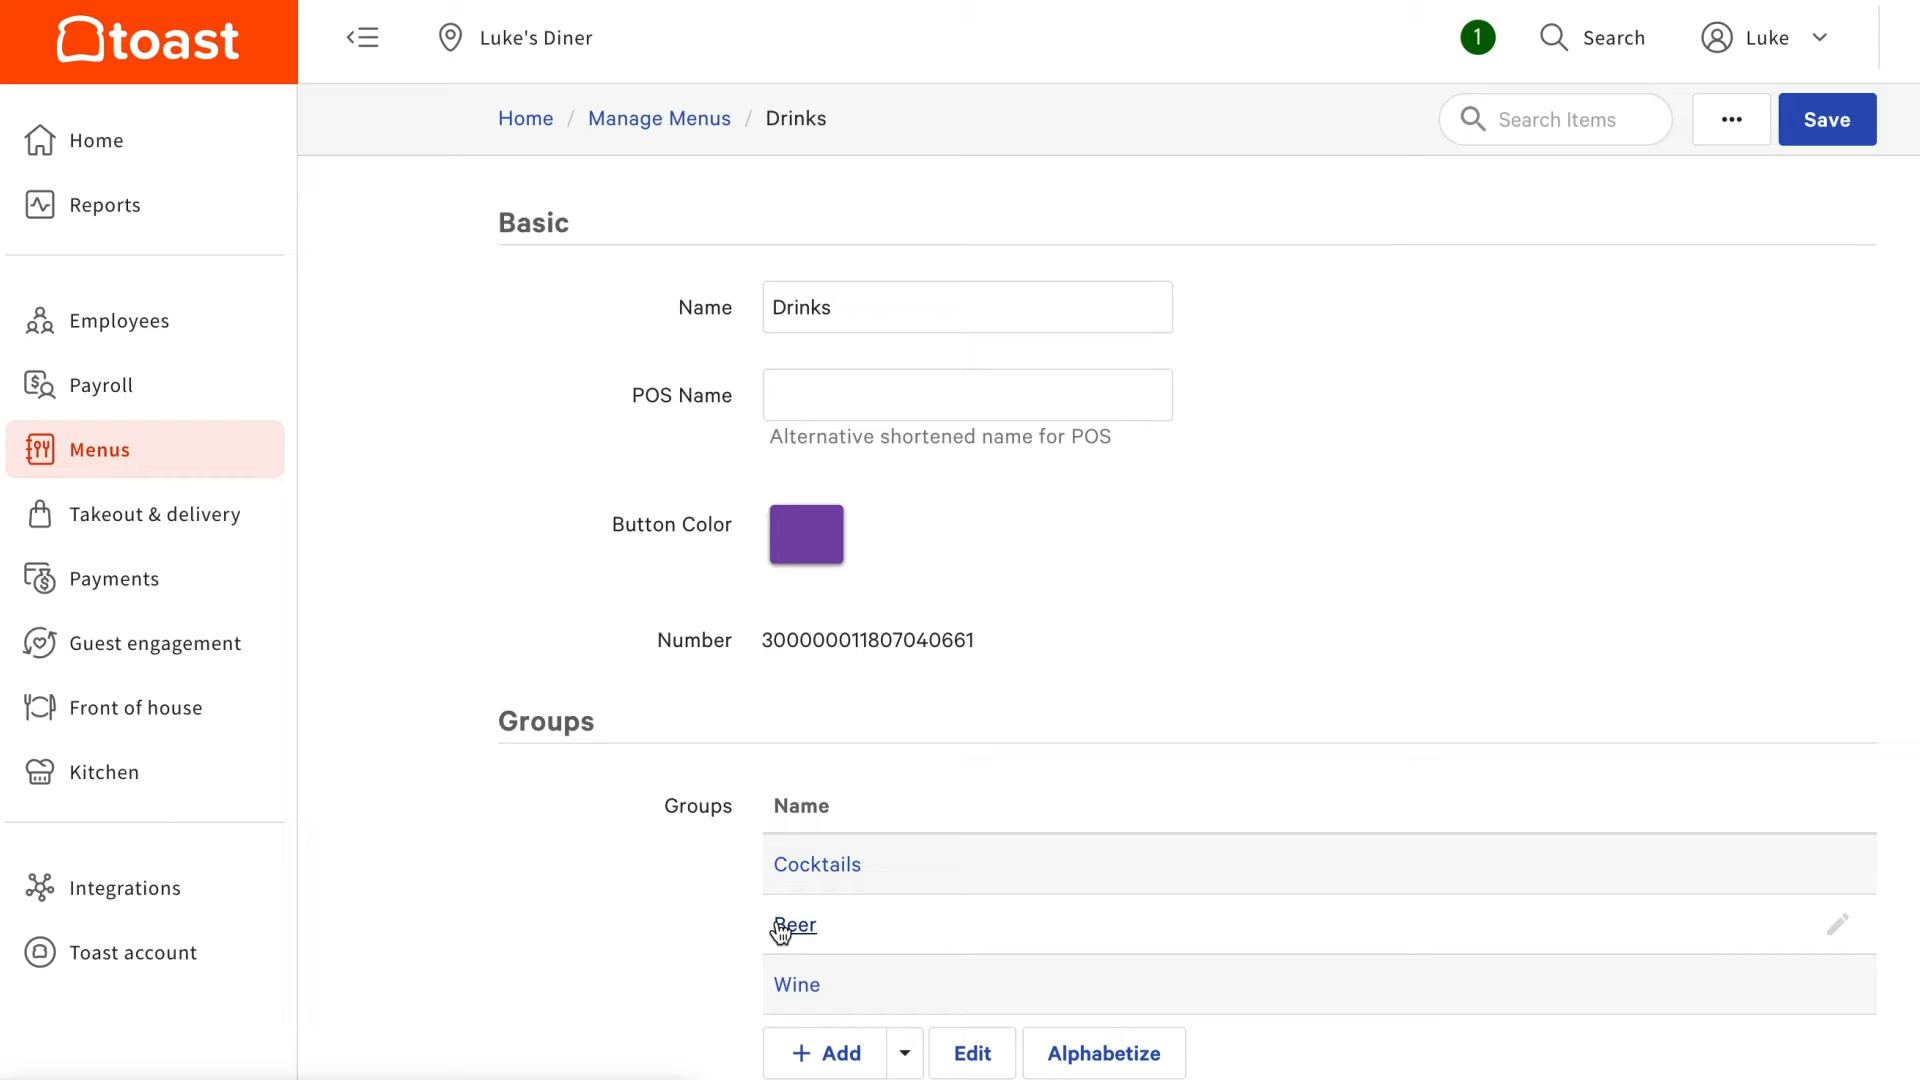 toast
Luke's Diner
1
Search
Luke
Home / Manage Menus / Drinks
Search Items
...
Save
Home
Reports
Employees
Payroll
Menus
Takeout & delivery
Payments
Guest engagement
Front of house
Kitchen
Integrations
Toast account
Basic
Name
Drinks
POS Name
Alternative shortened name for POS
Button Color
Number
300000011807040661
Groups
Groups
Name
Cocktails
Beer
Wine
+ Add
Edit
Alphabetize